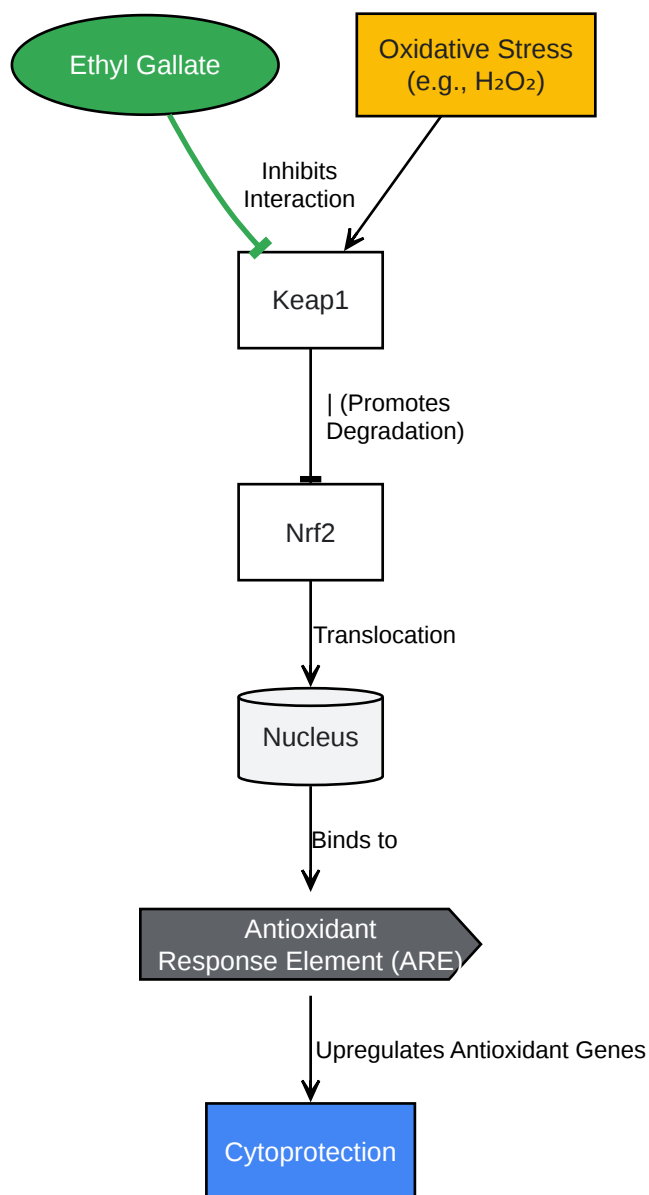 Ethyl Gallate
Oxidative Stress
(e.g., H₂O₂)
Inhibits
Interaction
Keap1
| (Promotes
Degradation)
Nrf2
Translocation
Nucleus
Binds to
Antioxidant
Response Element (ARE)
Upregulates Antioxidant Genes
Cytoprotection